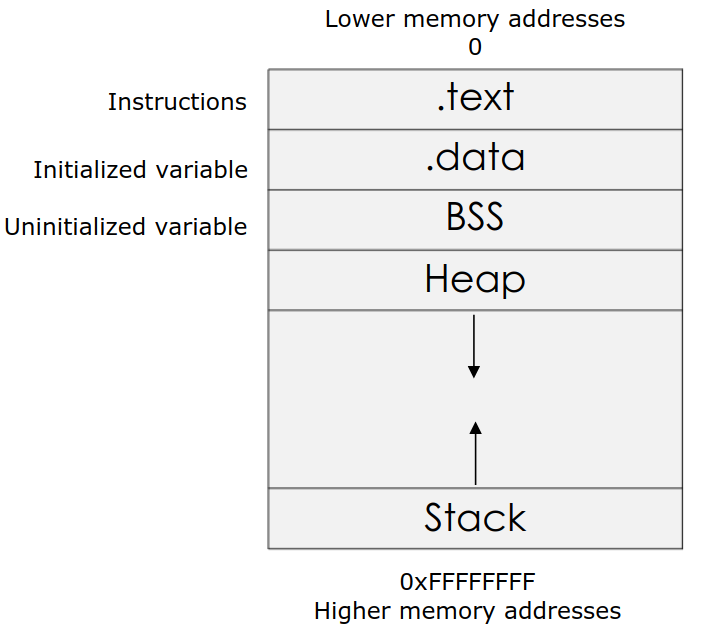 Lower memory addresses
0
Instructions
.text
Initialized variable
.data
Uninitialized variable
BSS
Heap
Stack
0xFFFFFFFF
Higher memory addresses